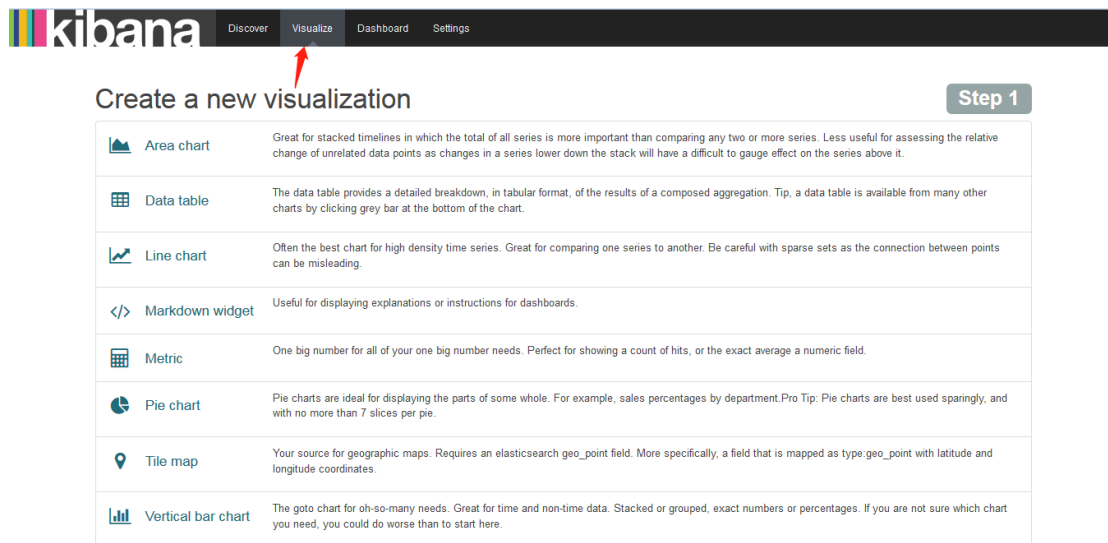 kibana Discover Visualize Dashboard Settings
Create a new visualization Step 1
Area chart
Great for stacked timelines in which the total of all series is more important than comparing any two or more series. Less useful for assessing the relative
change of unrelated data points as changes in a series lower down the stack will have a difficult to gauge effect on the series above it.
Data table
The data table provides a detailed breakdown, in tabular format, of the results of a composed aggregation. Tip, a data table is available from many other
charts by clicking grey bar at the bottom of the chart.
Line chart
Often the best chart for high density time series. Great for comparing one series to another. Be careful with sparse sets as the connection between points
can be misleading.
Markdown widget
Useful for displaying explanations or instructions for dashboards.
Metric
One big number for all of your one big number needs. Perfect for showing a count of hits, or the exact average a numeric field.
Pie chart
Pie charts are ideal for displaying the parts of some whole. For example, sales percentages by department.Pro Tip: Pie charts are best used sparingly, and
with no more than 7 slices per pie.
Tile map
Your source for geographic maps. Requires an elasticsearch geo_point field. More specifically, a field that is mapped as type:geo_point with latitude and
longitude coordinates.
Vertical bar chart
The goto chart for oh-so-many needs. Great for time and non-time data. Stacked or grouped, exact numbers or percentages. If you are not sure which chart
you need, you could do worse than to start here.